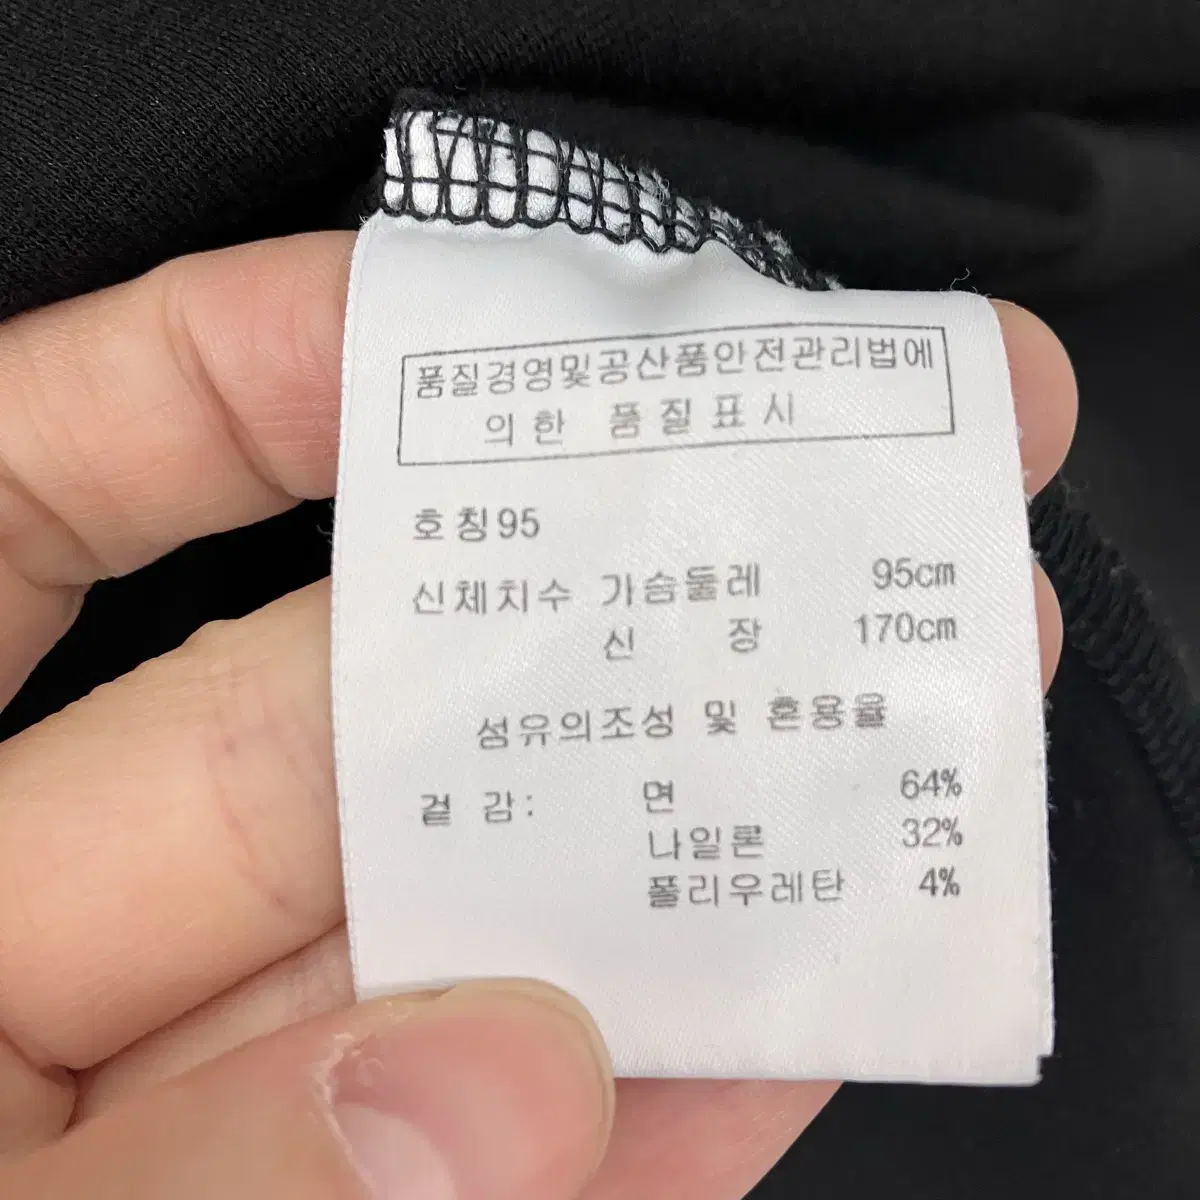 품질경영및공산품안전관리법에
의한 품질표시
호칭95
신체치수 가슴둘레 95cm
신 장 170cm
섬유의조성 및 혼용율
겉 감: 면 64%
나일론 32%
폴리우레탄 4%